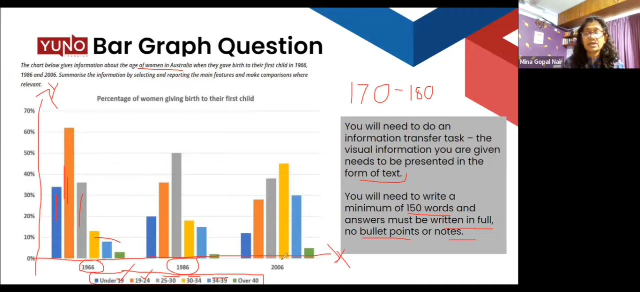 YUNO Bar Graph Question
The chart below gives information about the age of women in Australia when they gave birth to their first child in 1966,
1986 and 2006. Summarise the information by selecting and reporting the main features and make comparisons where
relevant.
Mina Gopal Nair
Y
170-180
Percentage of women giving birth to their first child
70%
60%
50%
40%
30%
20%
10%
0%
1966
1986
2006
X
Under 19 19-24 25-30 30-34 34-39 Over 40
You will need to do an
information transfer task – the
visual information you are given
needs to be presented in the
form of text.
You will need to write a
minimum of 150 words and
answers must be written in full,
no bullet points or notes.